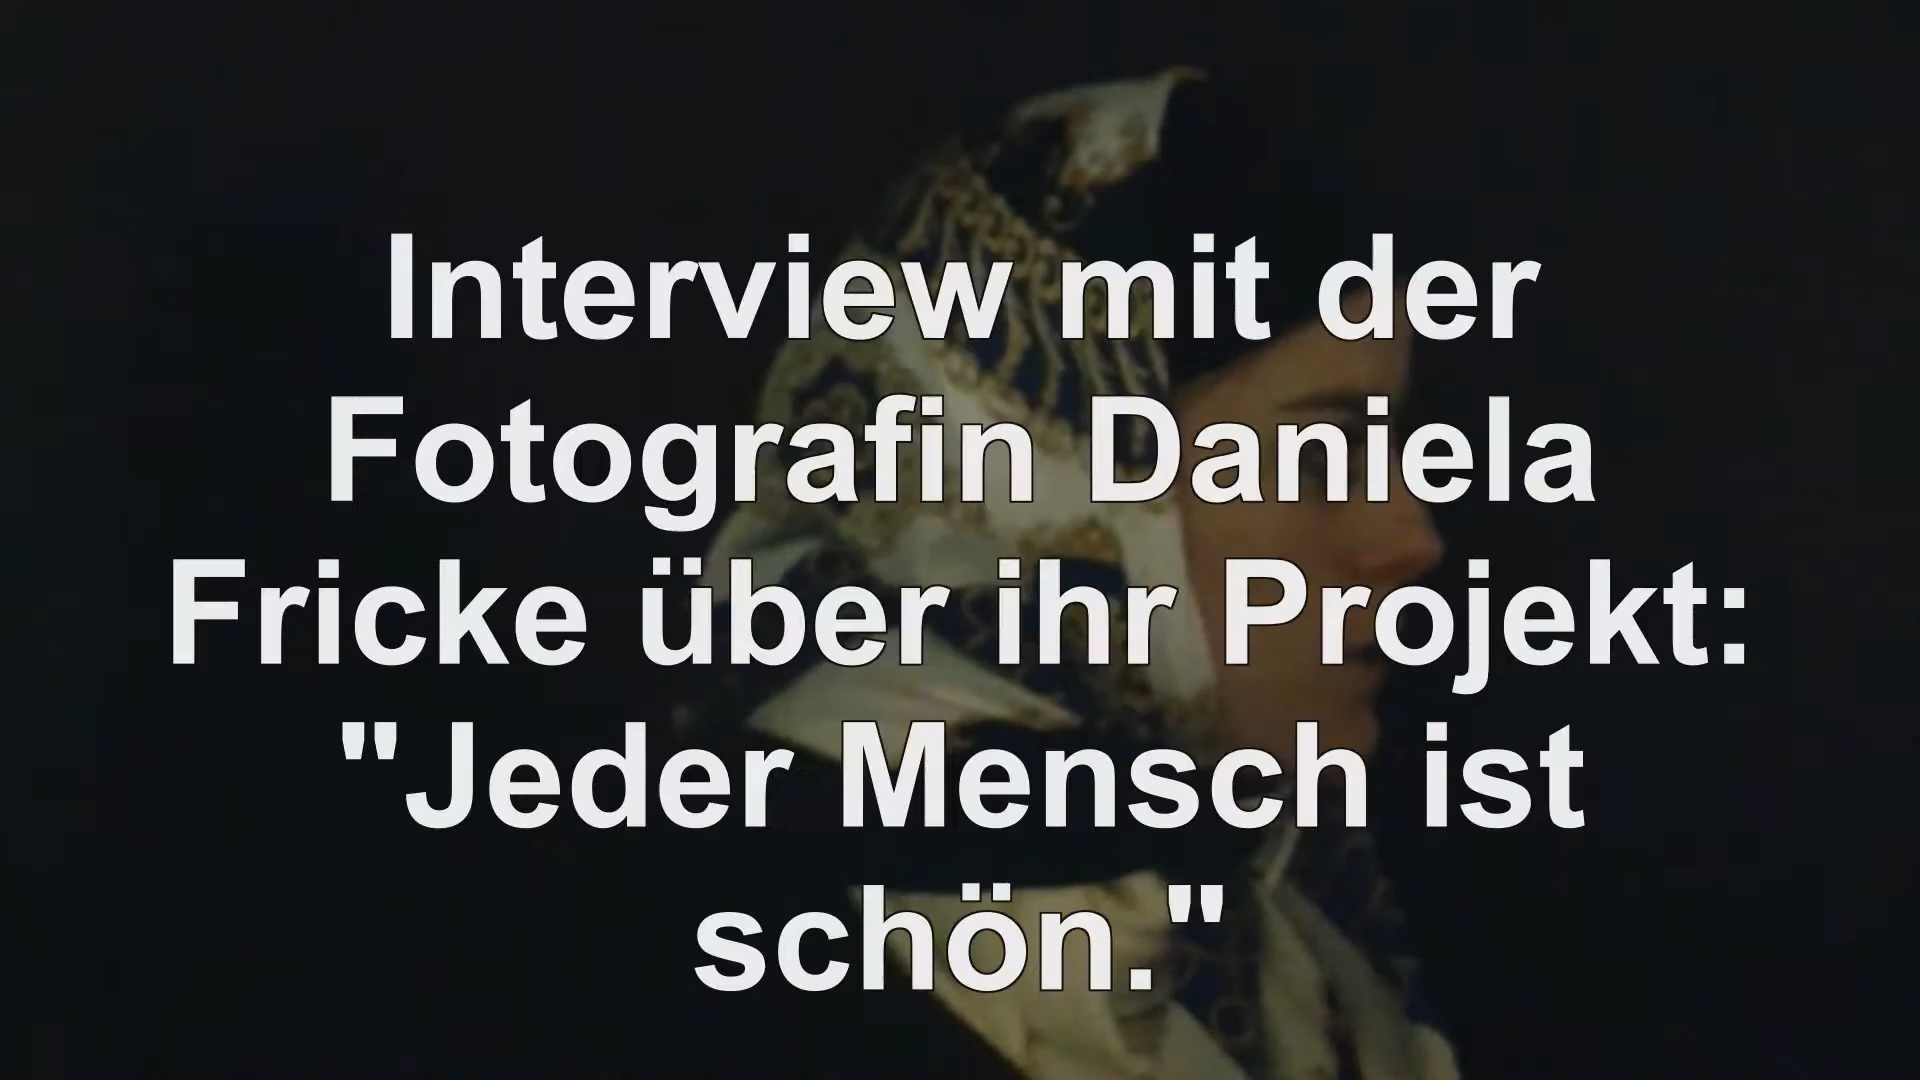 Interview mit der
Fotografin Daniela
Fricke über ihr Projekt:
"Jeder Mensch ist
schön."